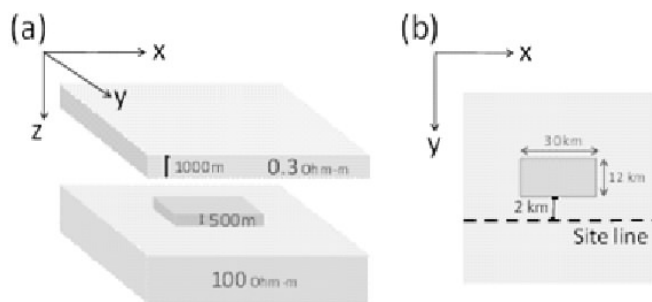 (a)
x
y
z
1000m
0.3 Ohm-m
500m
100 Ohm-m
(b)
x
y
30km
12 km
2 km
Site line